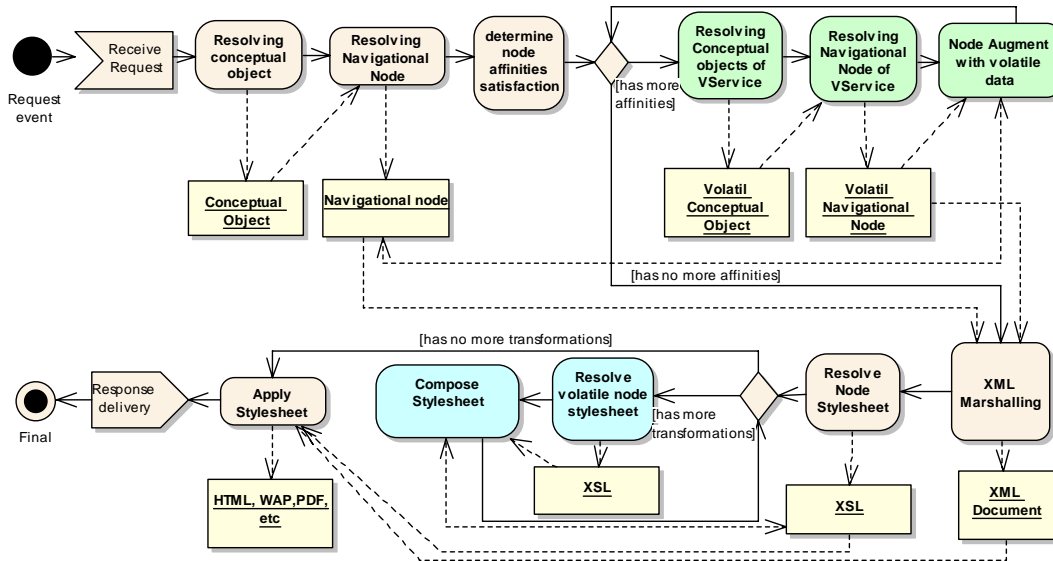 Request
event
Receive
Request
Resolving
conceptual
object
Resolving
Navigational
Node
determine
node
affinities
satisfaction
[has more
affinities]
Resolving
Conceptual
objects of
VService
Resolving
Navigational
Node of
VService
Node Augment
with volatile
data
Conceptual
Object
Navigational node
Volatil
Conceptual
Object
Volatil
Navigational
Node
[has no more affinities]
[has no more transformations]
Final
Response
delivery
Apply
Stylesheet
Compose
Stylesheet
Resolve
volatile node
stylesheet
[has more
transformations]
Resolve
Node
Stylesheet
XML
Marshalling
HTML, WAP,PDF,
etc
XSL
XSL
XML
Document